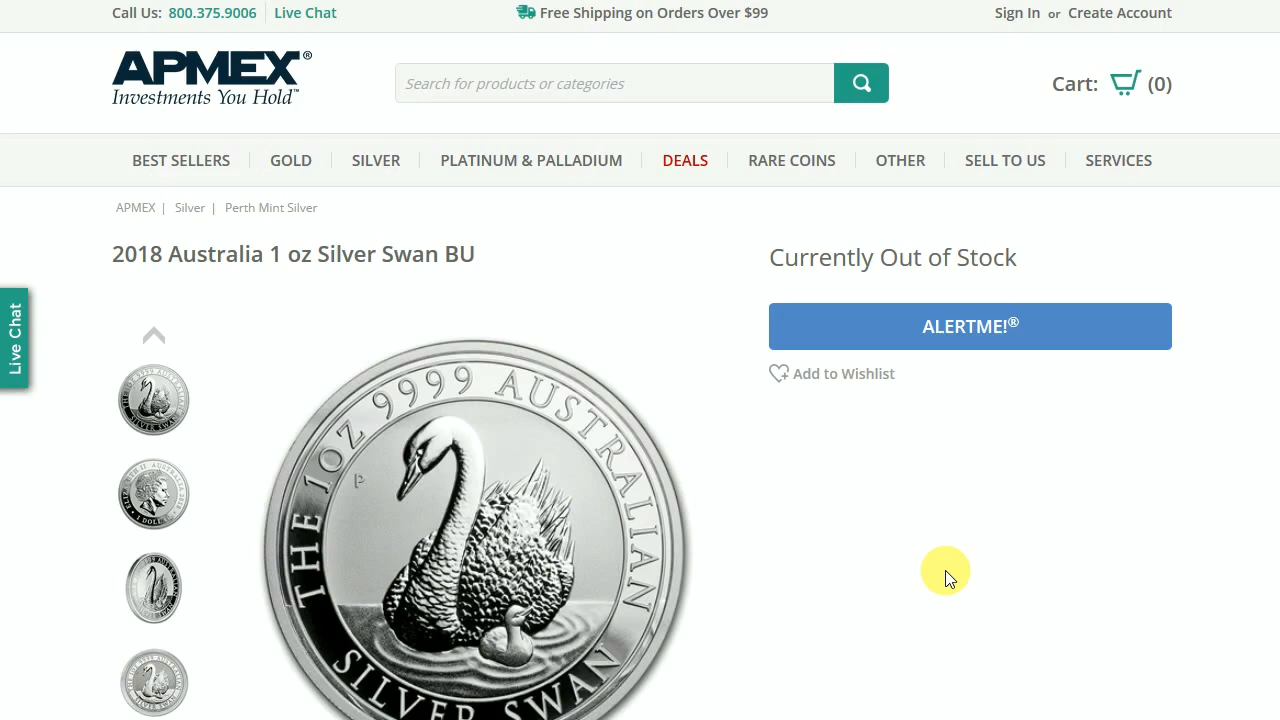 Call Us: 800.375.9006 Live Chat Free Shipping on Orders Over $99 Sign In or Create Account
APMEX®
Investments You Hold™
Search for products or categories
Cart: (0)
BEST SELLERS GOLD SILVER PLATINUM & PALLADIUM DEALS RARE COINS OTHER SELL TO US SERVICES
APMEX | Silver | Perth Mint Silver
2018 Australia 1 oz Silver Swan BU
Currently Out of Stock
ALERTME!®
Add to Wishlist
Live Chat
THE 1OZ 9999 AUSTRALIAN
P
SILVER SWAN